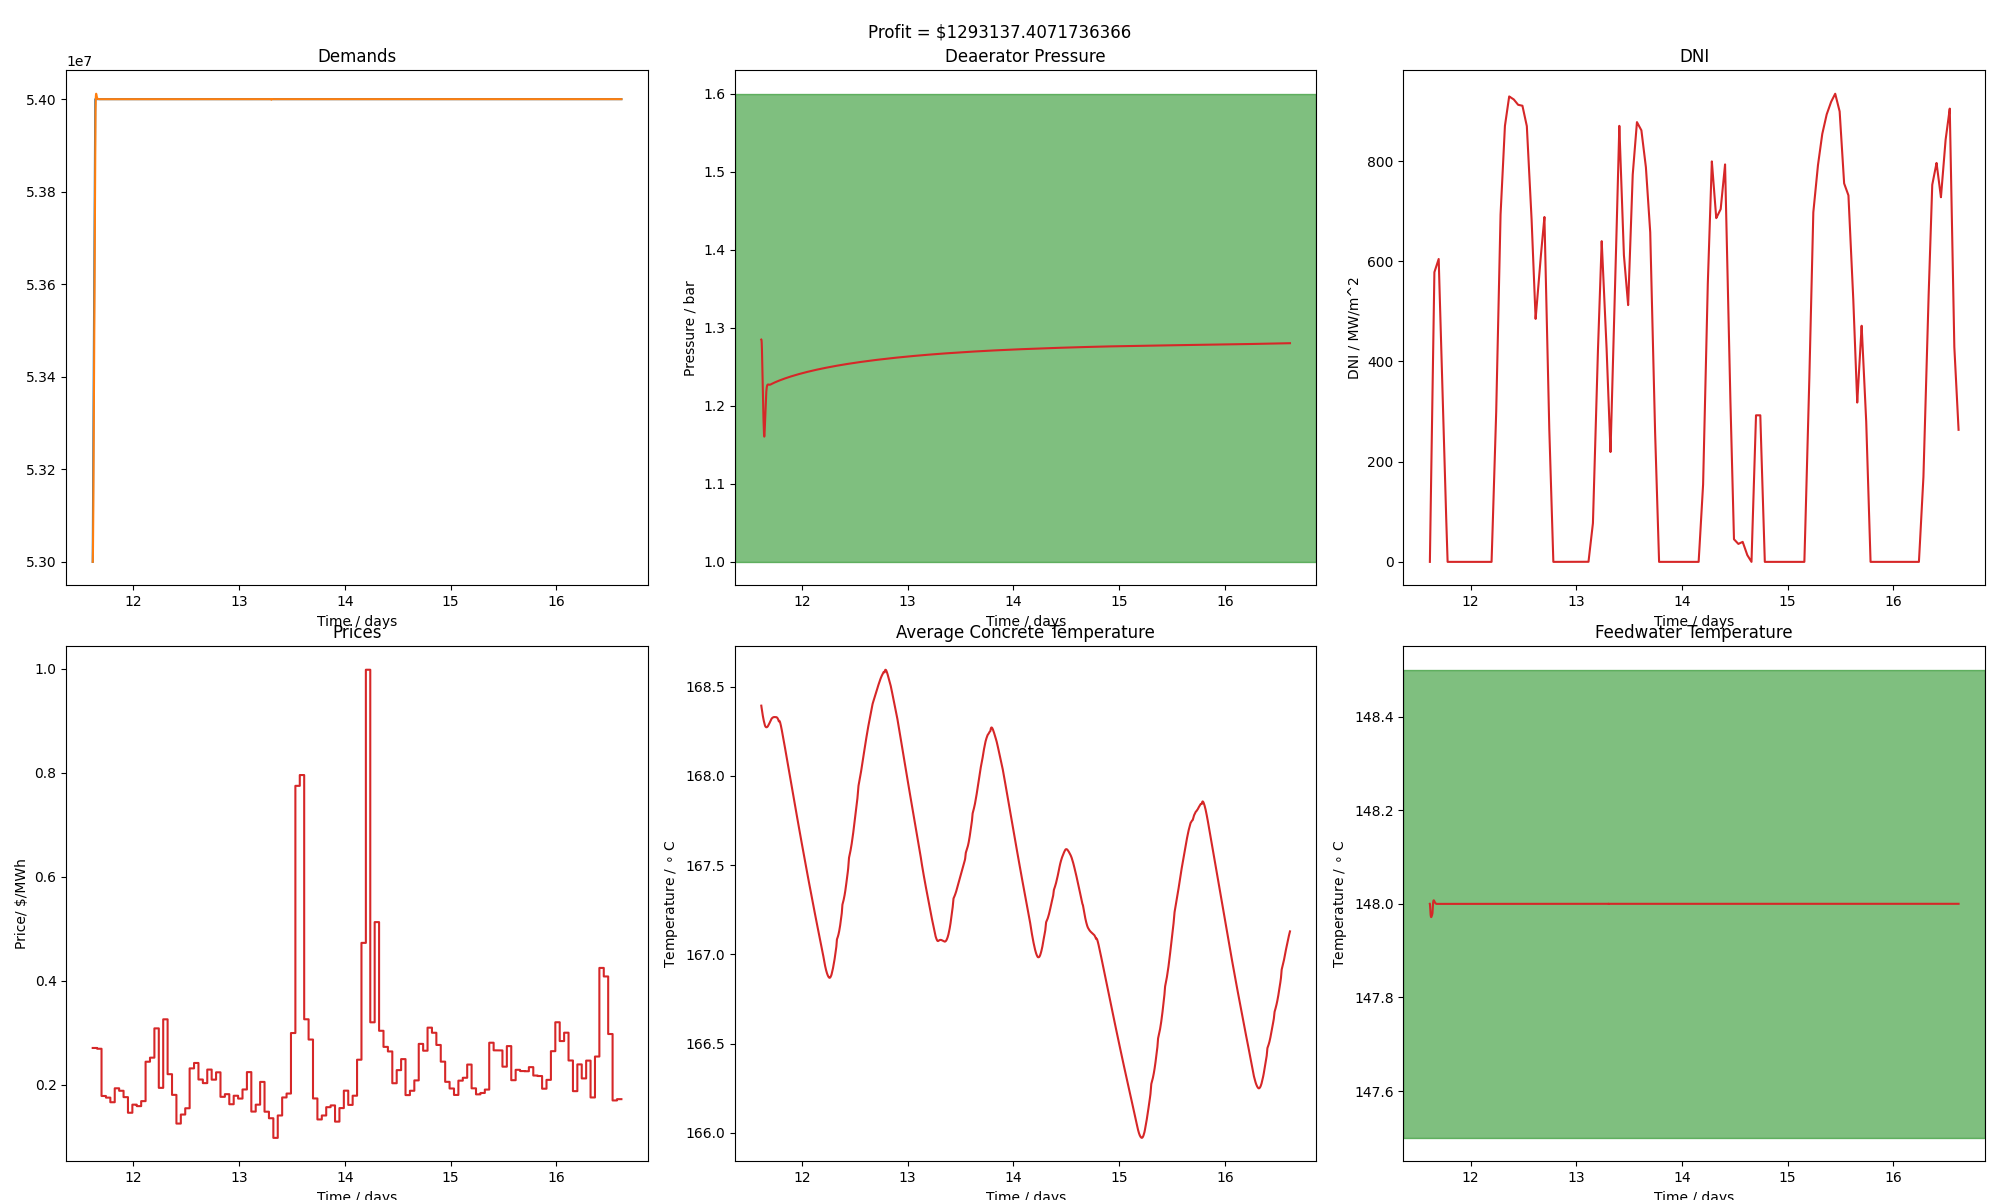 Profit = $1293137.4071736366
Demands
1e7
5.40
5.38
5.36
5.34
5.32
5.30
12 13 14 15 16
Time / days
Deaerator Pressure
Pressure / bar
1.6
1.5
1.4
1.3
1.2
1.1
1.0
12 13 14 15 16
Time / days
DNI
DNI / MW/m^2
800
600
400
200
0
12 13 14 15 16
Time / days
Prices
Price/ $/MWh
1.0
0.8
0.6
0.4
0.2
12 13 14 15 16
Time / days
Average Concrete Temperature
Temperature / ∘ C
168.5
168.0
167.5
167.0
166.5
166.0
12 13 14 15 16
Time / days
Feedwater Temperature
Temperature / ∘ C
148.4
148.2
148.0
147.8
147.6
12 13 14 15 16
Time / days